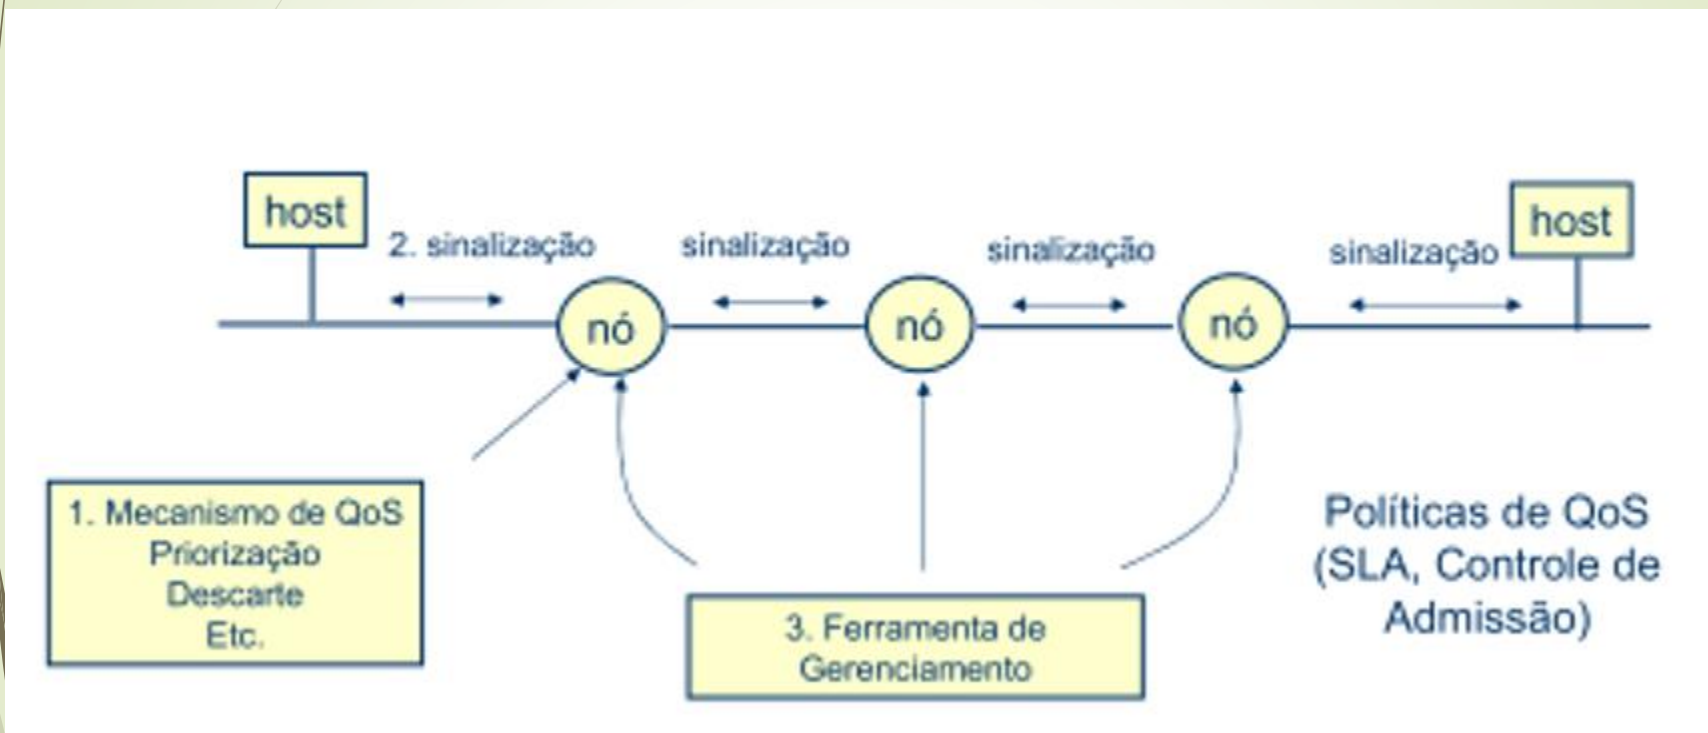 host
host
2. sinalização
sinalização
sinalização
sinalização
nó
nó
nó
1. Mecanismo de QoS
Priorização
Descarte
Etc.
3. Ferramenta de
Gerenciamento
Políticas de QoS
(SLA, Controle de
Admissão)